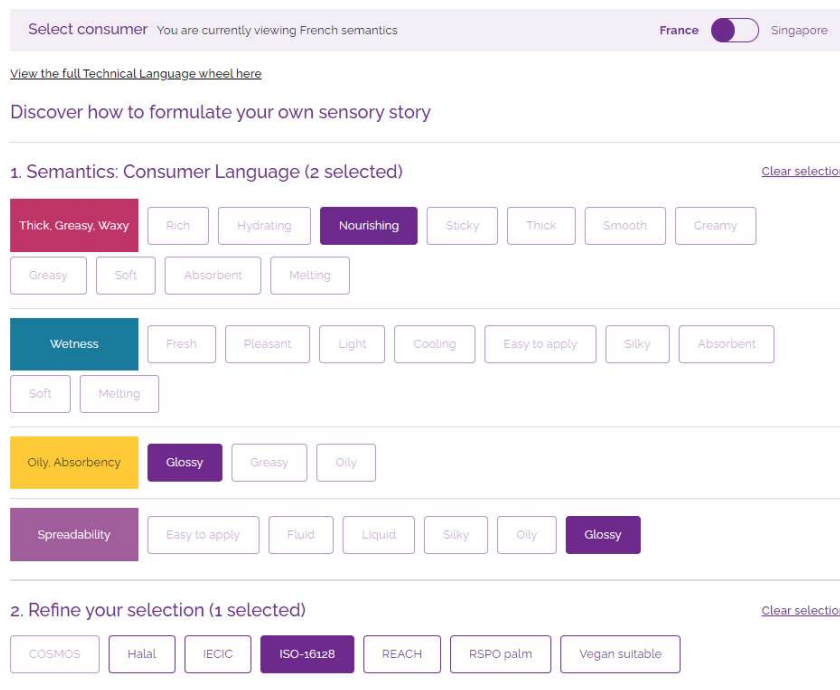 Select consumer You are currently viewing French semantics France Singapore
View the full Technical Language wheel here
Discover how to formulate your own sensory story
1. Semantics: Consumer Language (2 selected) Clear selection
Thick, Greasy, Waxy Rich Hydrating Nourishing Sticky Thick Smooth Creamy
Greasy Soft Absorbent Melting
Wetness Fresh Pleasant Light Cooling Easy to apply Silky Absorbent
Soft Melting
Oily, Absorbency Glossy Greasy Oily
Spreadability Easy to apply Fluid Liquid Silky Oily Glossy
2. Refine your selection (1 selected) Clear selection
COSMOS Halal IECIC ISO-16128 REACH RSPO palm Vegan suitable